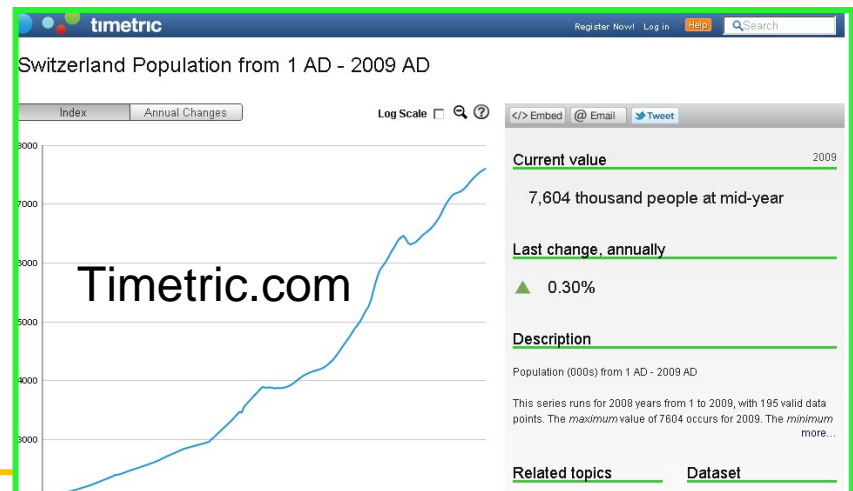 tımetrıc
Register Now! Log in Help Search
Switzerland Population from 1 AD - 2009 AD
Index Annual Changes Log Scale
</> Embed @ Email Tweet
8000
7000
6000
5000
4000
3000
Timetric.com
Current value 2009
7,604 thousand people at mid-year
Last change, annually
0.30%
Description
Population (000s) from 1 AD - 2009 AD
This series runs for 2008 years from 1 to 2009, with 195 valid data
points. The maximum value of 7604 occurs for 2009. The minimum
more...
Related topics Dataset